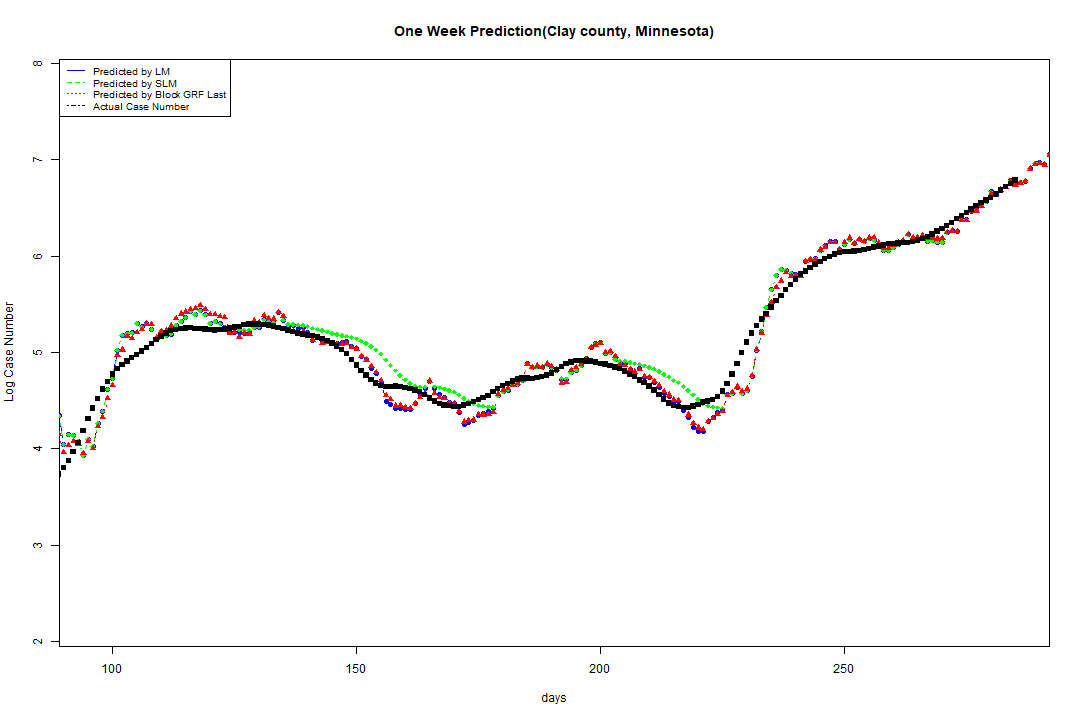 One Week Prediction(Clay county, Minnesota)
Predicted by LM
Predicted by SLM
Predicted by Block GRF Last
Actual Case Number
8
7
6
5
4
3
2
Log Case Number
100
150
200
250
days